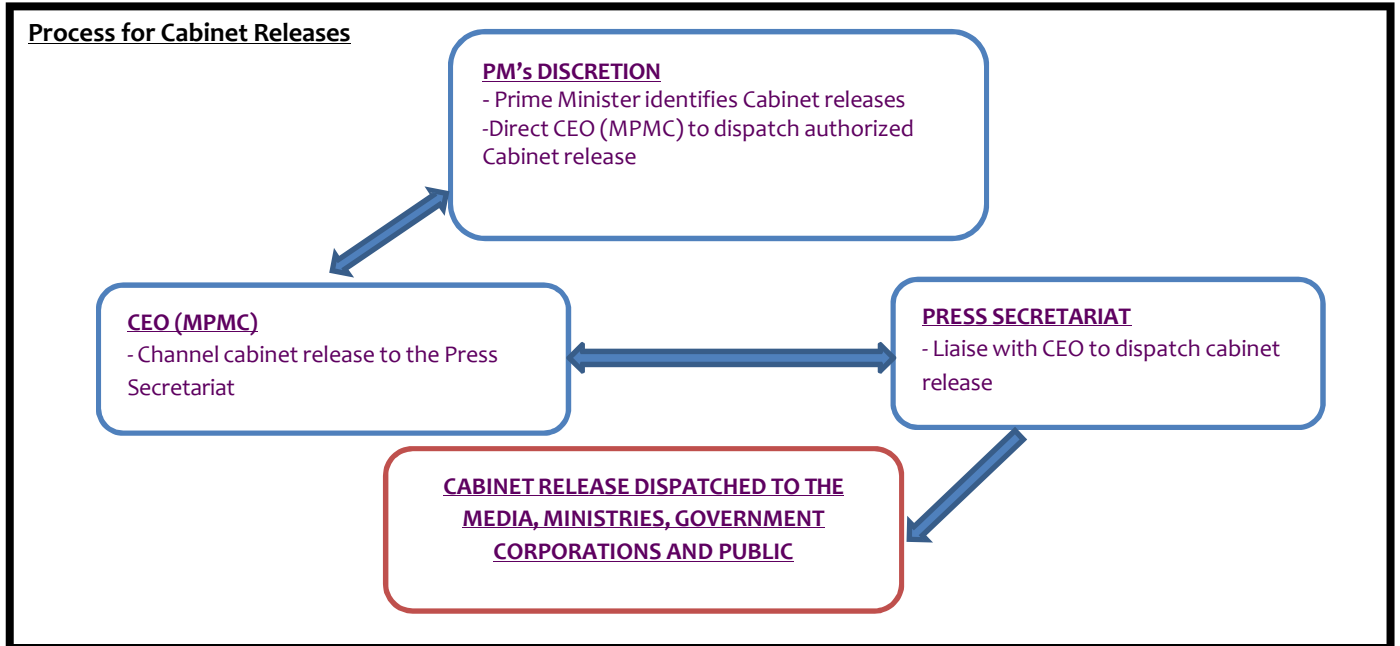 Process for Cabinet Releases
PM's DISCRETION
- Prime Minister identifies Cabinet releases
-Direct CEO (MPMC) to dispatch authorized
Cabinet release
CEO (MPMC)
- Channel cabinet release to the Press
Secretariat
PRESS SECRETARIAT
- Liaise with CEO to dispatch cabinet
release
CABINET RELEASE DISPATCHED TO THE
MEDIA, MINISTRIES, GOVERNMENT
CORPORATIONS AND PUBLIC